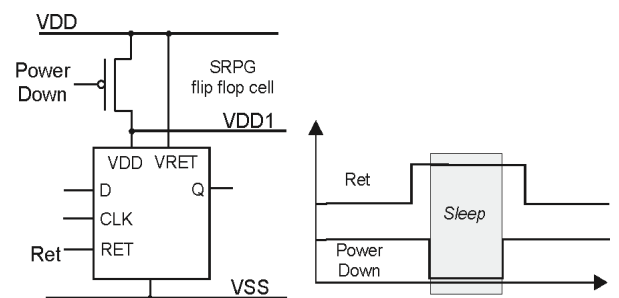 VDD
Power
Down
SRPG
flip flop cell
VDD1
VDD VRET
D
Q
CLK
Ret
RET
VSS
Ret
Sleep
Power
Down